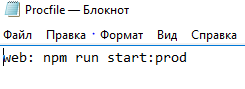 Procfile — Блокнот
Файл Правка Формат Вид Справка
web: npm run start:prod